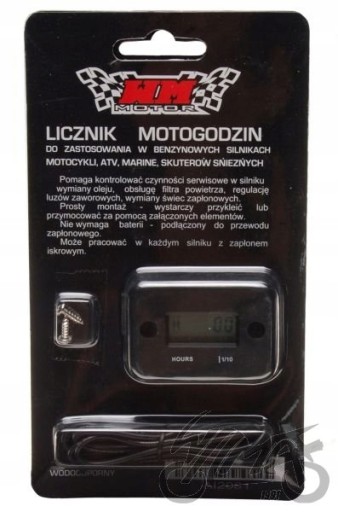 WM
MOTOR
LICZNIK MOTOGODZIN
DO ZASTOSOWANIA W BENZYNOWYCH SILNIKACH
MOTOCYKLI, ATV, MARINE, SKUTERÓW ŚNIEŻNYCH
Pomaga kontrolować czynności serwisowe w silniku
wymiany oleju, obsługę filtra powietrza, regulację
luzów zaworowych, wymiany świec zapłonowych.
Prosty montaż - wystarczy przykleić lub
przymocować za pomocą załączonych elementów.
Nie wymaga baterii - podłączony do przewodu
zapłonowego.
Może pracować w każdym silniku z zapłonem
iskrowym.
H .00
HOURS 1/10